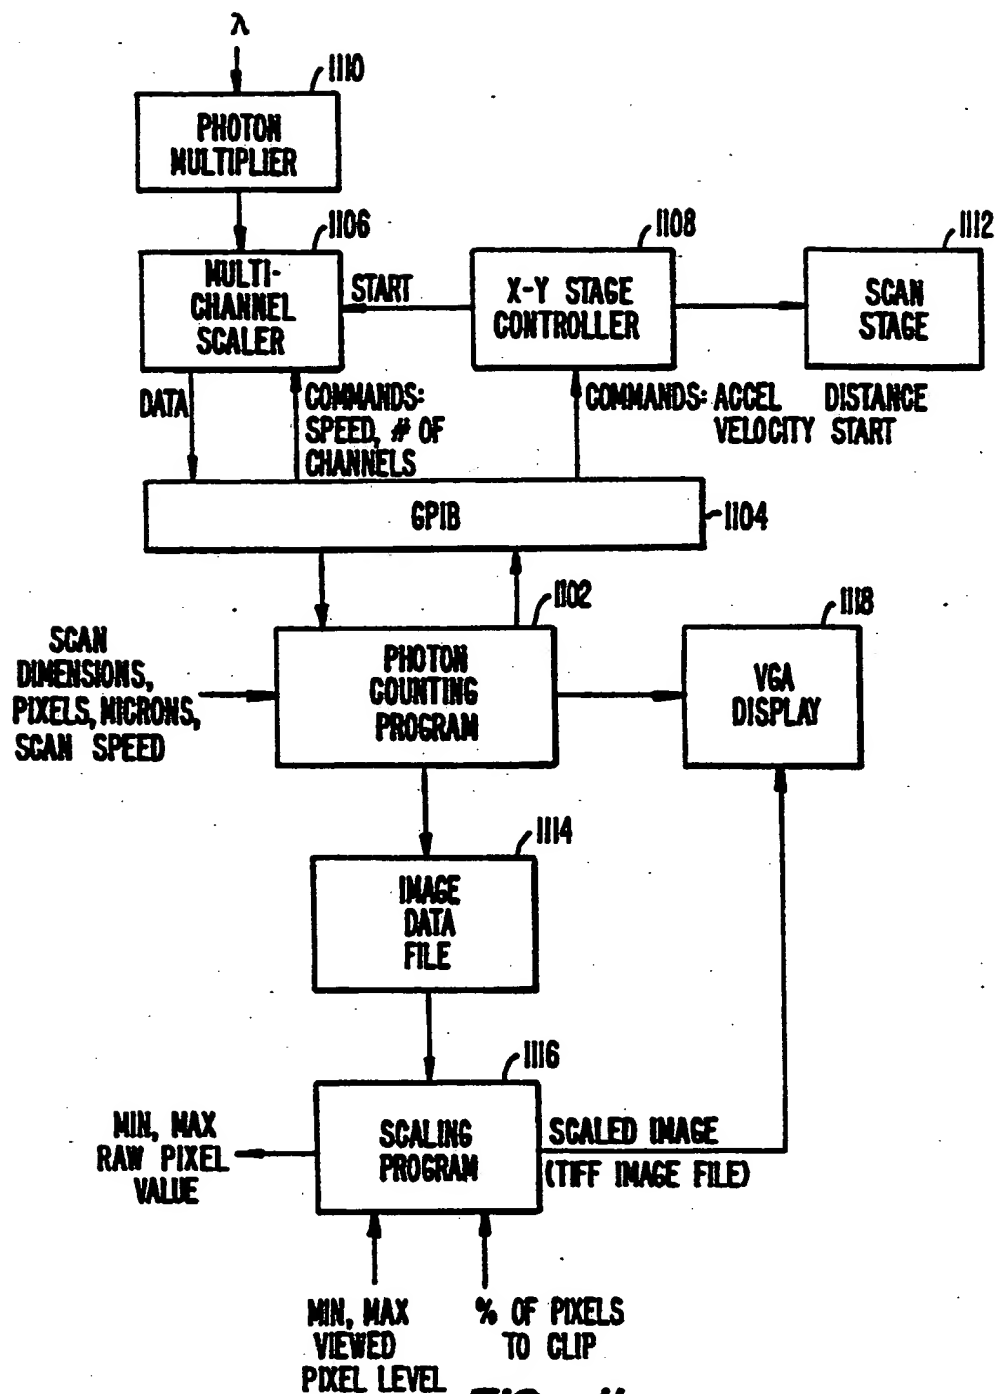 λ
1110
PHOTON
MULTIPLIER
1106
1108
1112
MULTI-
CHANNEL
SCALER
START
X-Y STAGE
CONTROLLER
SCAN
STAGE
DATA
COMMANDS:
SPEED, # OF
CHANNELS
COMMANDS: ACCEL DISTANCE
VELOCITY START
GPIB
1104
1102
1118
SCAN
DIMENSIONS,
PIXELS, MICRONS,
SCAN SPEED
PHOTON
COUNTING
PROGRAM
VGA
DISPLAY
1114
IMAGE
DATA
FILE
1116
MIN, MAX
RAW PIXEL
VALUE
SCALING
PROGRAM
SCALED IMAGE
(TIFF IMAGE FILE)
MIN, MAX
VIEWED
PIXEL LEVEL
% OF PIXELS
TO CLIP